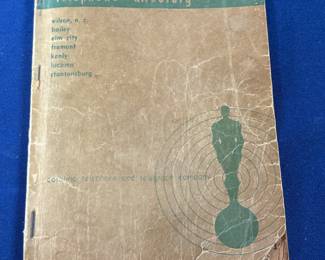 telephone directory
wilson, n. c.
bailey
elm city
fremont
kenly
lucama
stantonsburg
carolina telephone and telegraph company